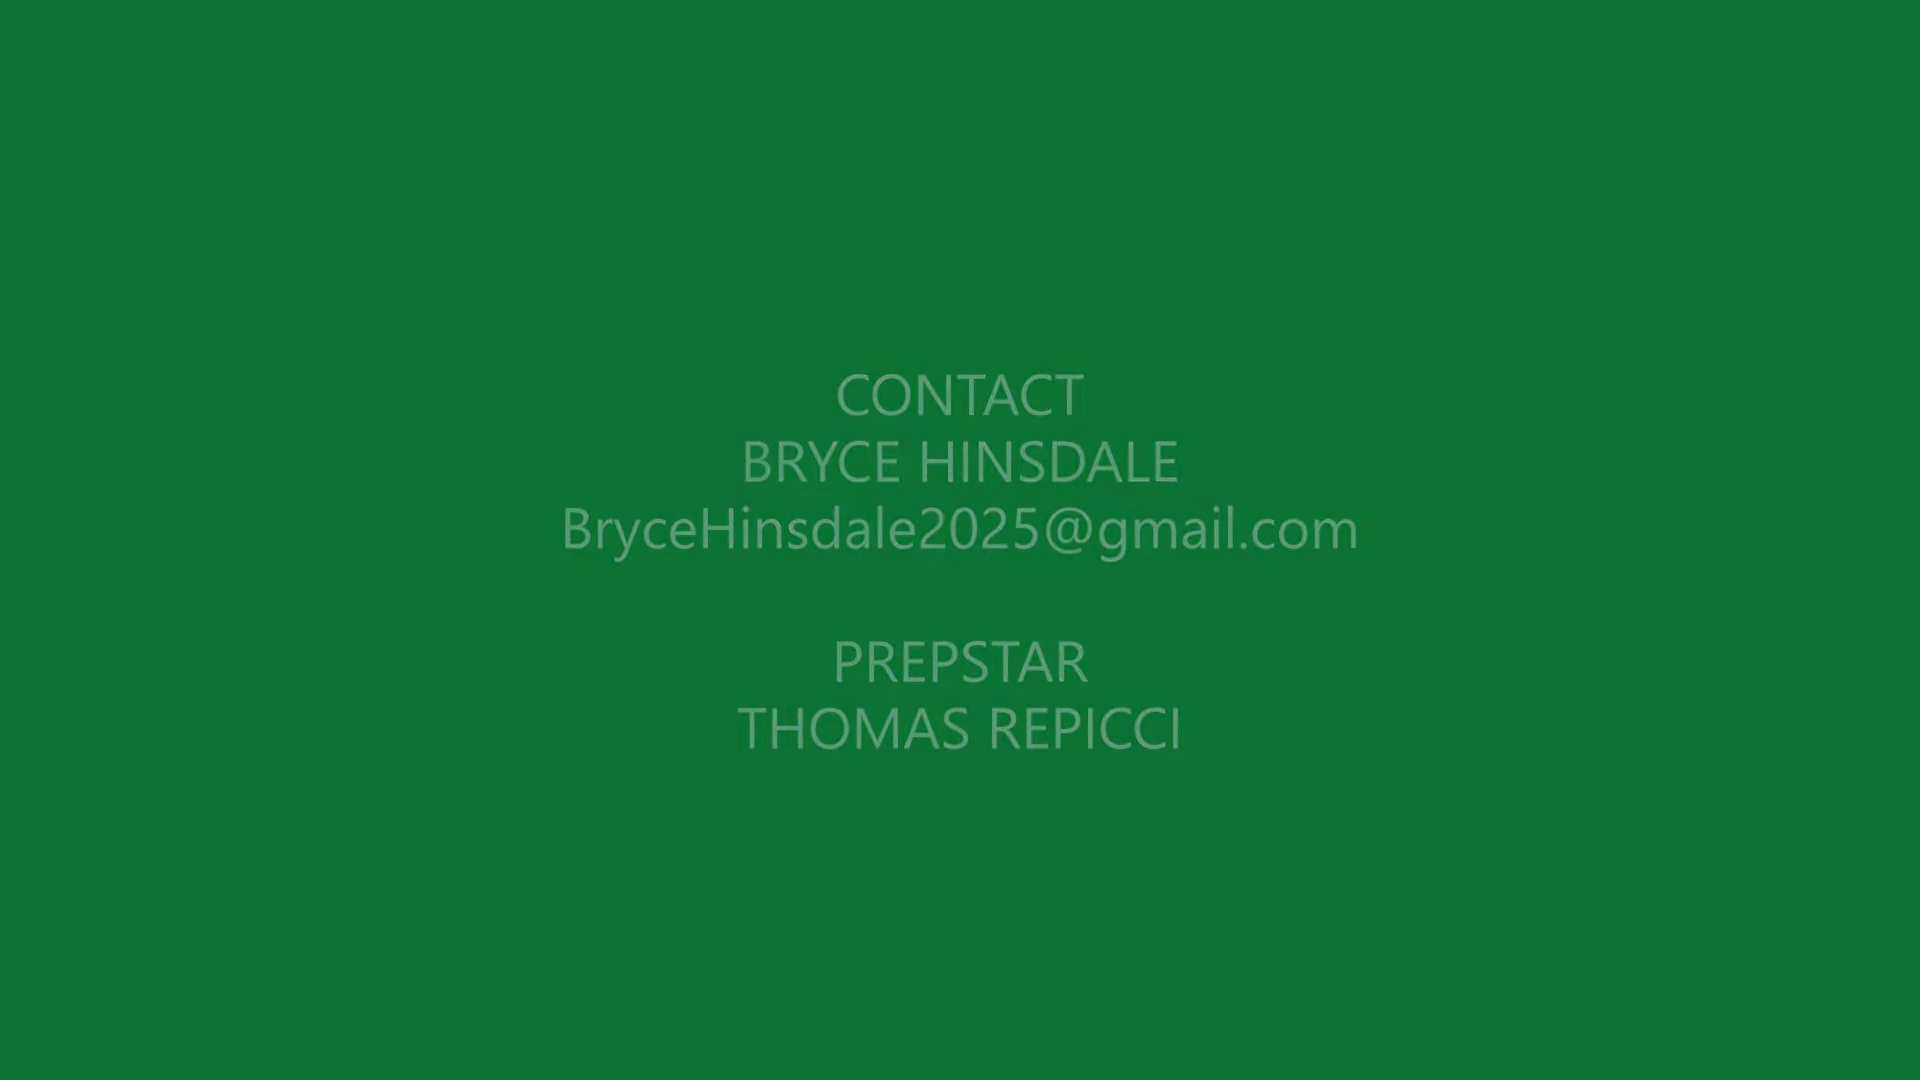 CONTACT
BRYCE HINSDALE
BryceHinsdale2025@gmail.com
PREPSTAR
THOMAS REPICCI